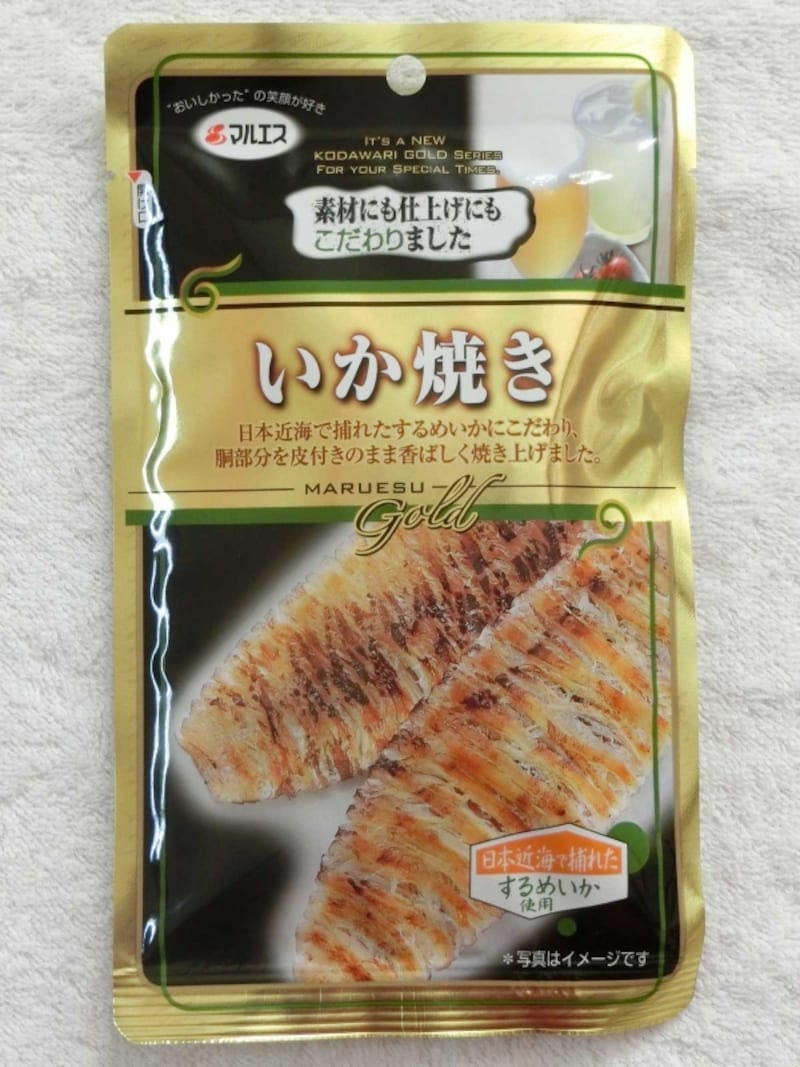 "おいしかった"の笑顔が好き
マルエス
IT'S A NEW
KODAWARI GOLD SERIES
FOR YOUR SPECIAL TIMES.
開け口
素材にも仕上げにも
こだわりました
いか焼き
日本近海で捕れたするめいかにこだわり、
胴部分を皮付きのまま香ばしく焼き上げました。
MARUESU
Gold
日本近海で捕れた
するめいか
使用
*写真はイメージです